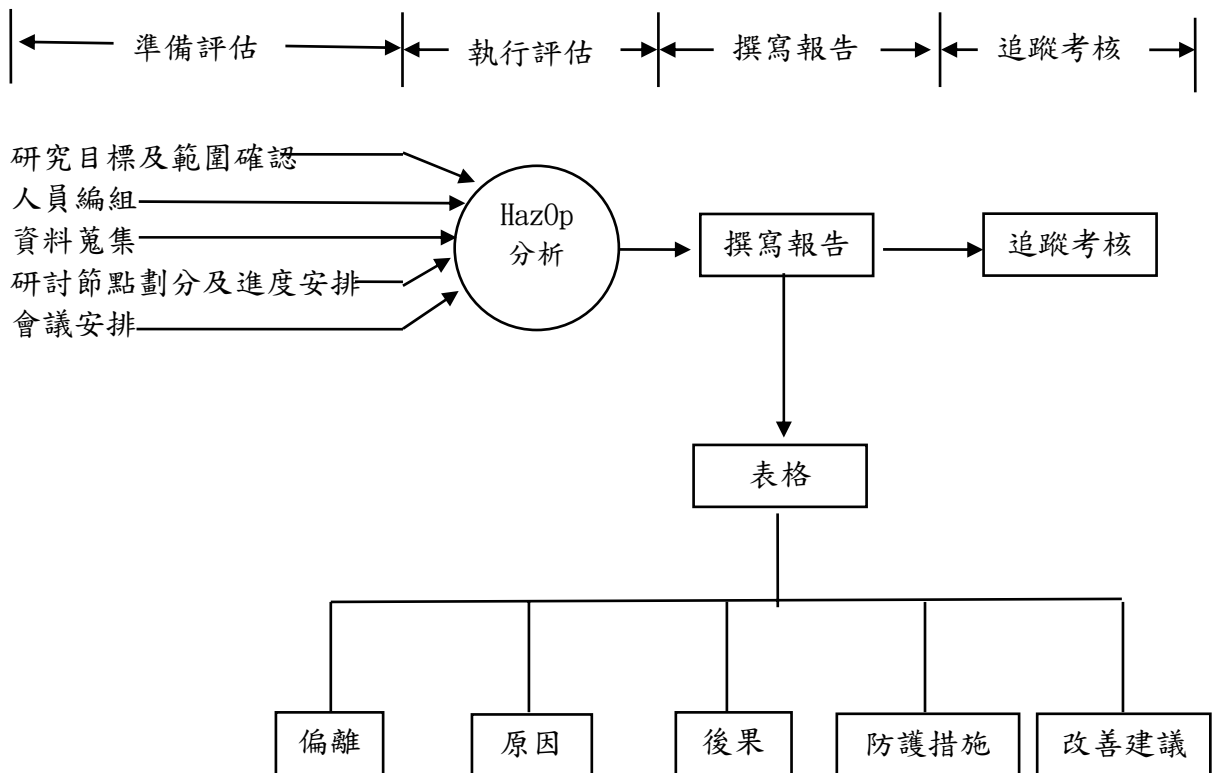 準備評估 執行評估 撰寫報告 追蹤考核
研究目標及範圍確認
人員編組
資料蒐集
研討節點劃分及進度安排
會議安排
HazOp
分析
撰寫報告
追蹤考核
表格
偏離
原因
後果
防護措施
改善建議